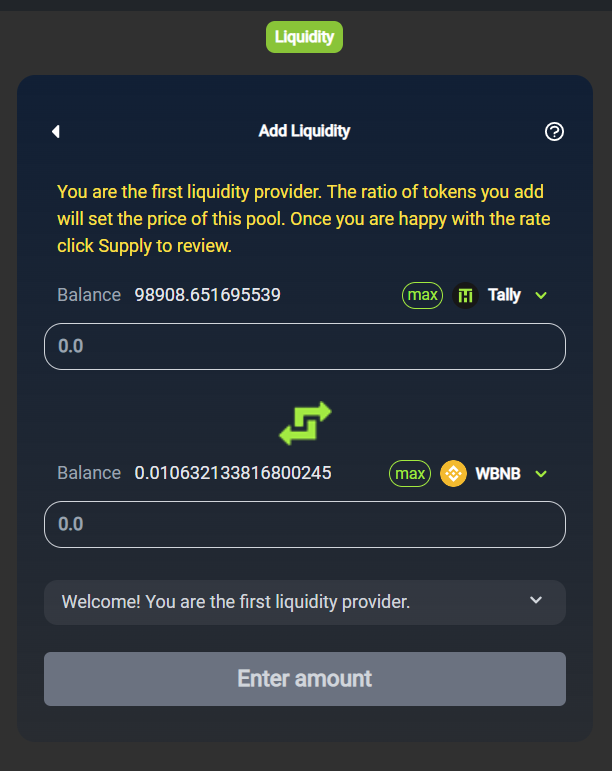 Liquidity
Add Liquidity
You are the first liquidity provider. The ratio of tokens you add
will set the price of this pool. Once you are happy with the rate
click Supply to review.
Balance 98908.651695539 max Tally
0.0
Balance 0.010632133816800245 max WBNB
0.0
Welcome! You are the first liquidity provider.
Enter amount